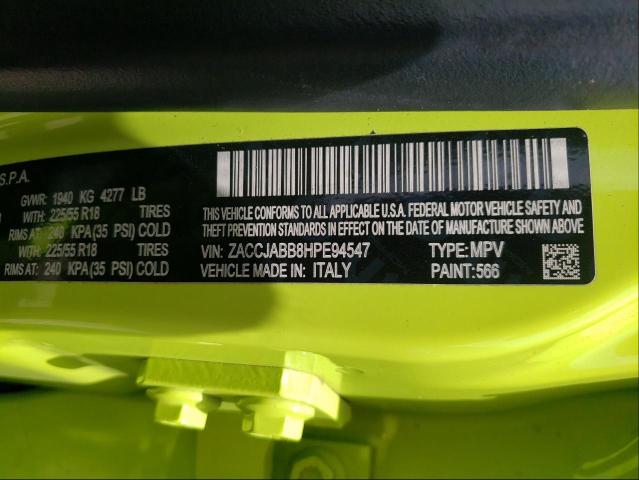 S.P.A.
GVWR: 1940 KG 4277 LB
WITH: 225/55 R18 TIRES
RIMS AT: 240 KPA(35 PSI) COLD
WITH: 225/55 R18 TIRES
RIMS AT: 240 KPA(35 PSI) COLD
THIS VEHICLE CONFORMS TO ALL APPLICABLE U.S.A. FEDERAL MOTOR VEHICLE SAFETY AND
THEFT PREVENTION STANDARDS IN EFFECT ON THE DATE OF MANUFACTURE SHOWN ABOVE
VIN: ZACCJABB8HPE94547 TYPE: MPV
VEHICLE MADE IN: ITALY PAINT: 566